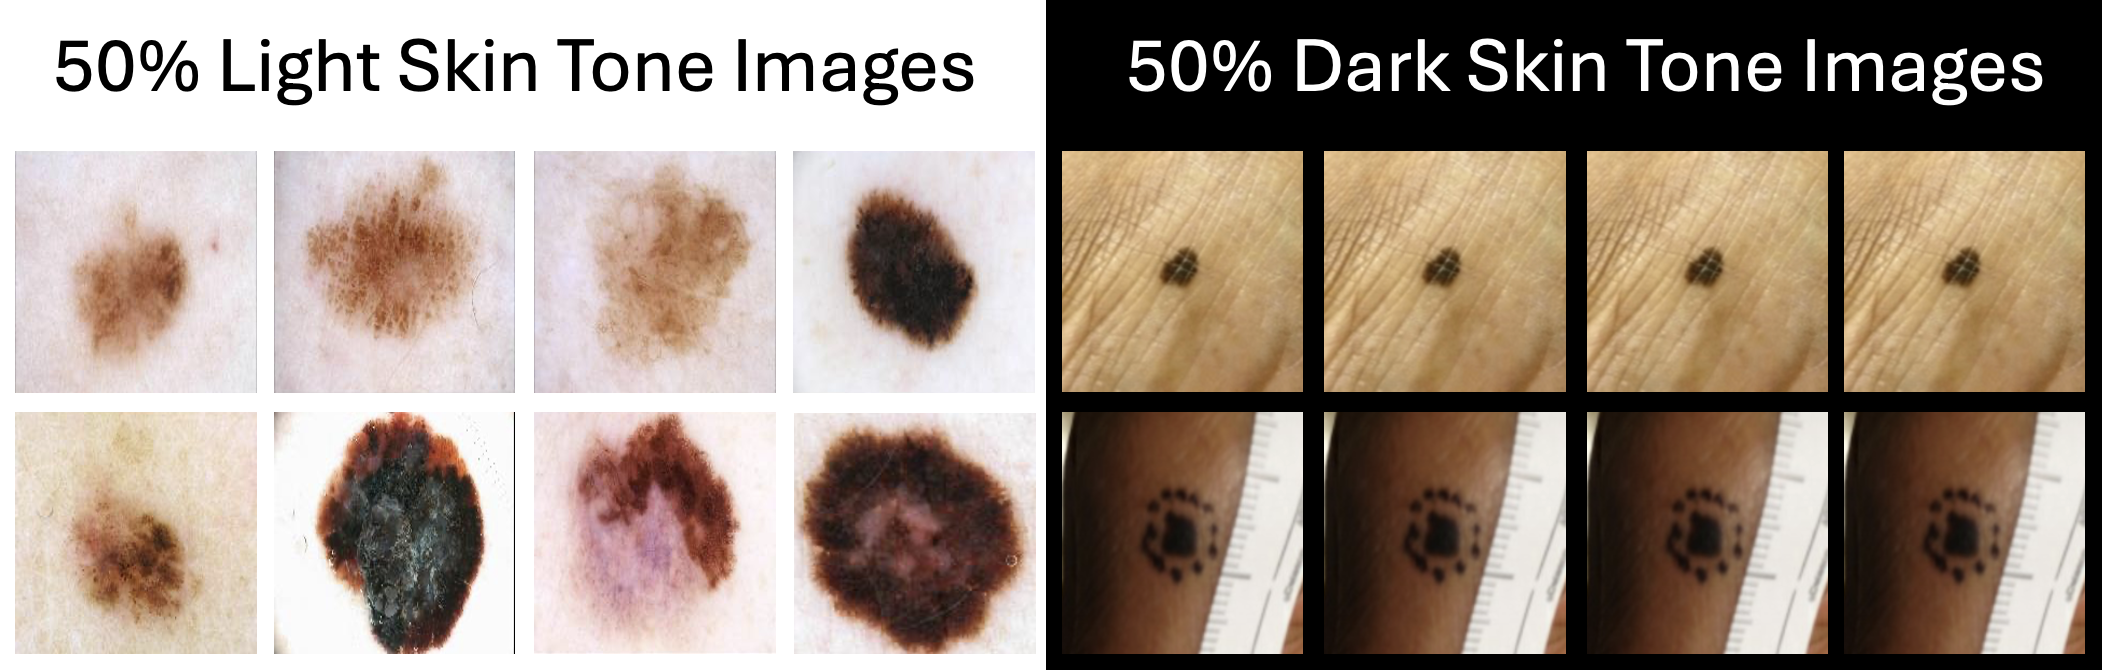 50% Light Skin Tone Images
50% Dark Skin Tone Images